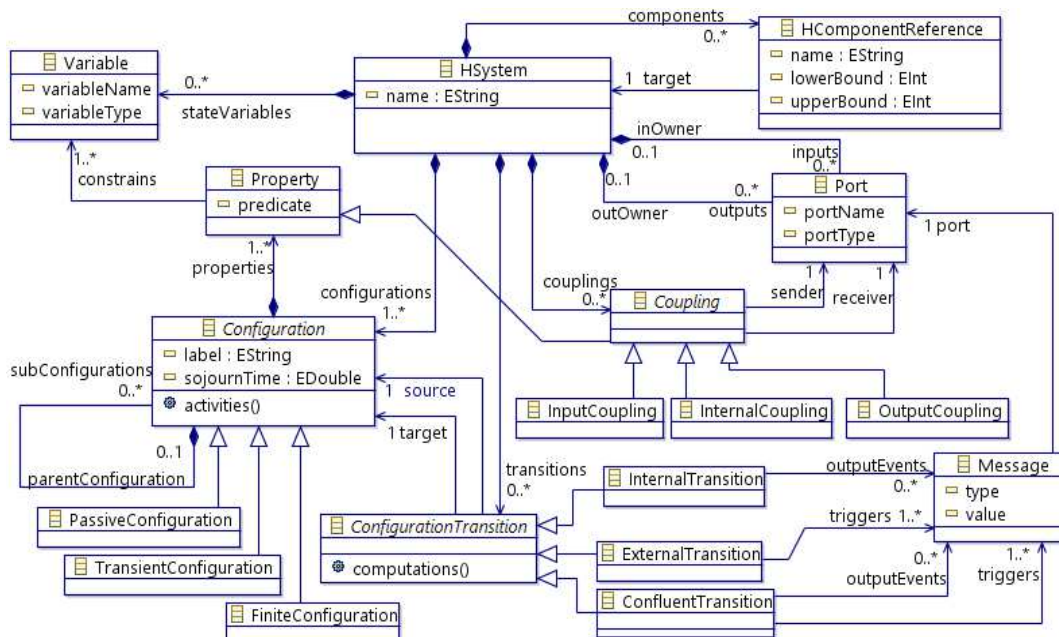 components
0..*
HComponentReference
name : EString
lowerBound : EInt
upperBound : EInt
Variable
variableName
variableType
0..*
stateVariables
HSystem
name : EString
1 target
inOwner
0..1
inputs
0..*
0..1
outOwner
0..*
outputs
Port
portName
portType
1..*
constrains
Property
predicate
1 port
1..*
properties
configurations
1..*
couplings
0..*
Coupling
1
sender
1
receiver
Configuration
label : EString
sojournTime : EDouble
activities()
subConfigurations
0..*
0..1
parentConfiguration
1 source
1 target
InputCoupling
InternalCoupling
OutputCoupling
transitions
0..*
InternalTransition
outputEvents
0..*
Message
type
value
PassiveConfiguration
ConfigurationTransition
computations()
triggers 1..*
ExternalTransition
TransientConfiguration
0..*
outputEvents
1..*
triggers
ConfluentTransition
FiniteConfiguration